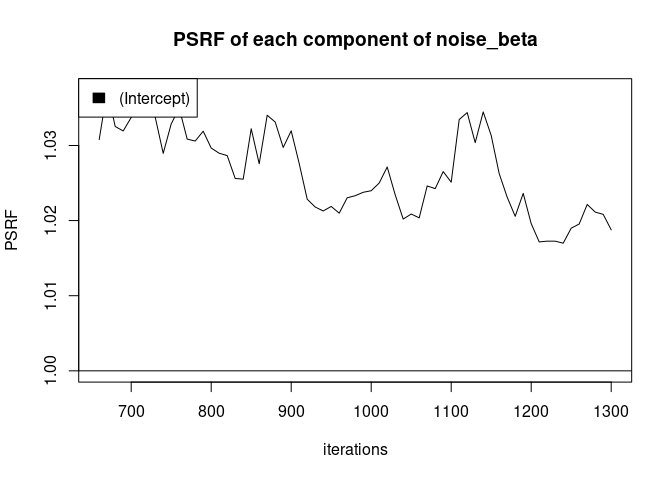 PSRF of each component of noise_beta
(Intercept)
PSRF
1.03
1.02
1.01
1.00
700 800 900 1000 1100 1200 1300
iterations